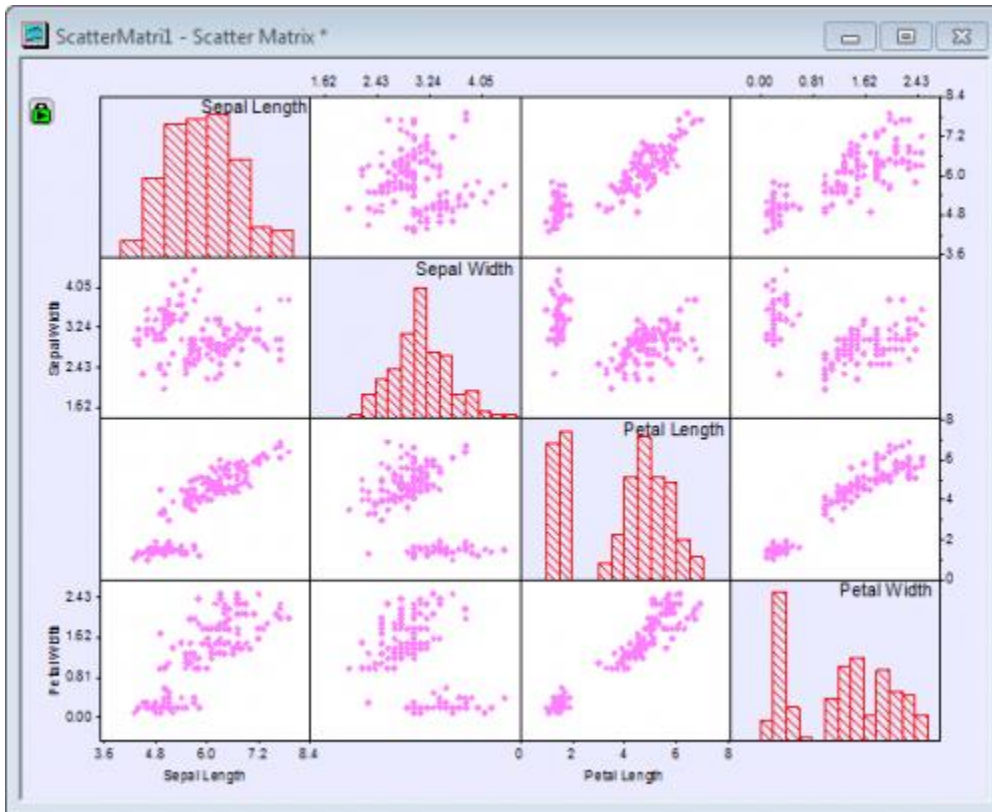 ScatterMatri1 - Scatter Matrix *
1.62 2.43 3.24 4.05 0.00 0.81 1.62 2.43
Sepal Length
8.4
7.2
6.0
4.8
3.6
Sepal Width
4.05
3.24
2.43
1.62
Sepal Width
Petal Length
8
6
4
2
0
Petal Width
2.43
1.62
0.81
0.00
Petal Width
3.6 4.8 6.0 7.2 8.4 0 2 4 6 8
Sepal Length Petal Length